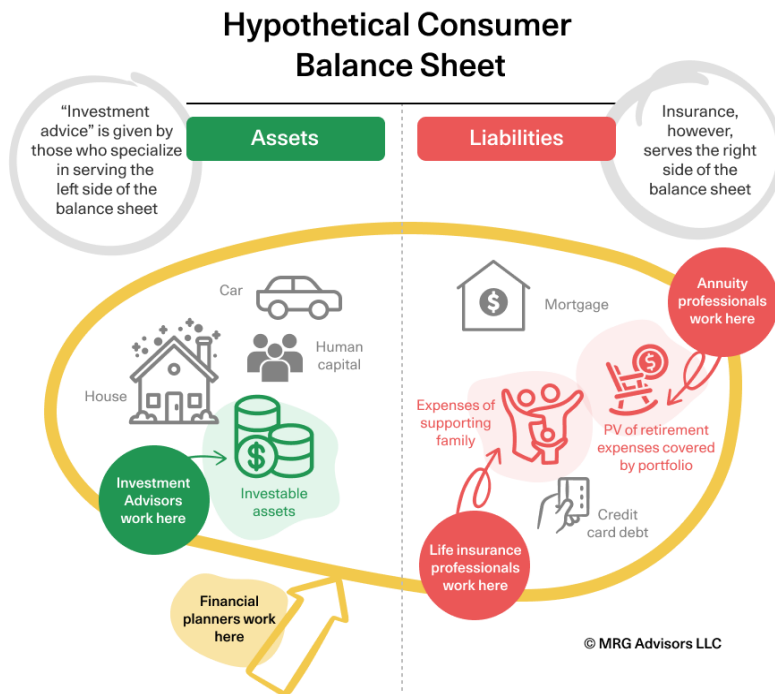 Hypothetical Consumer
Balance Sheet
“Investment
advice” is given by
those who specialize
in serving the
left side of the
balance sheet
Assets
Liabilities
Insurance,
however,
serves the right
side of the
balance sheet
Car
Human
capital
House
Investable
assets
Investment
Advisors
work here
Mortgage
$
Annuity
professionals
work here
$
Expenses of
supporting
family
PV of retirement
expenses covered
by portfolio
$
Credit
card debt
Life insurance
professionals
work here
Financial
planners work
here
© MRG Advisors LLC